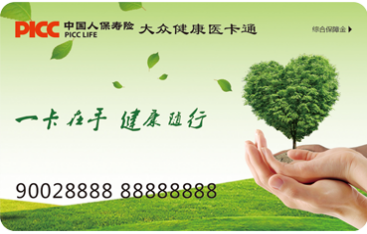 PICC 中国人保寿险 大众健康医卡通 综合保障金
PICC LIFE
一卡在手 健康随行
90028888 88888888